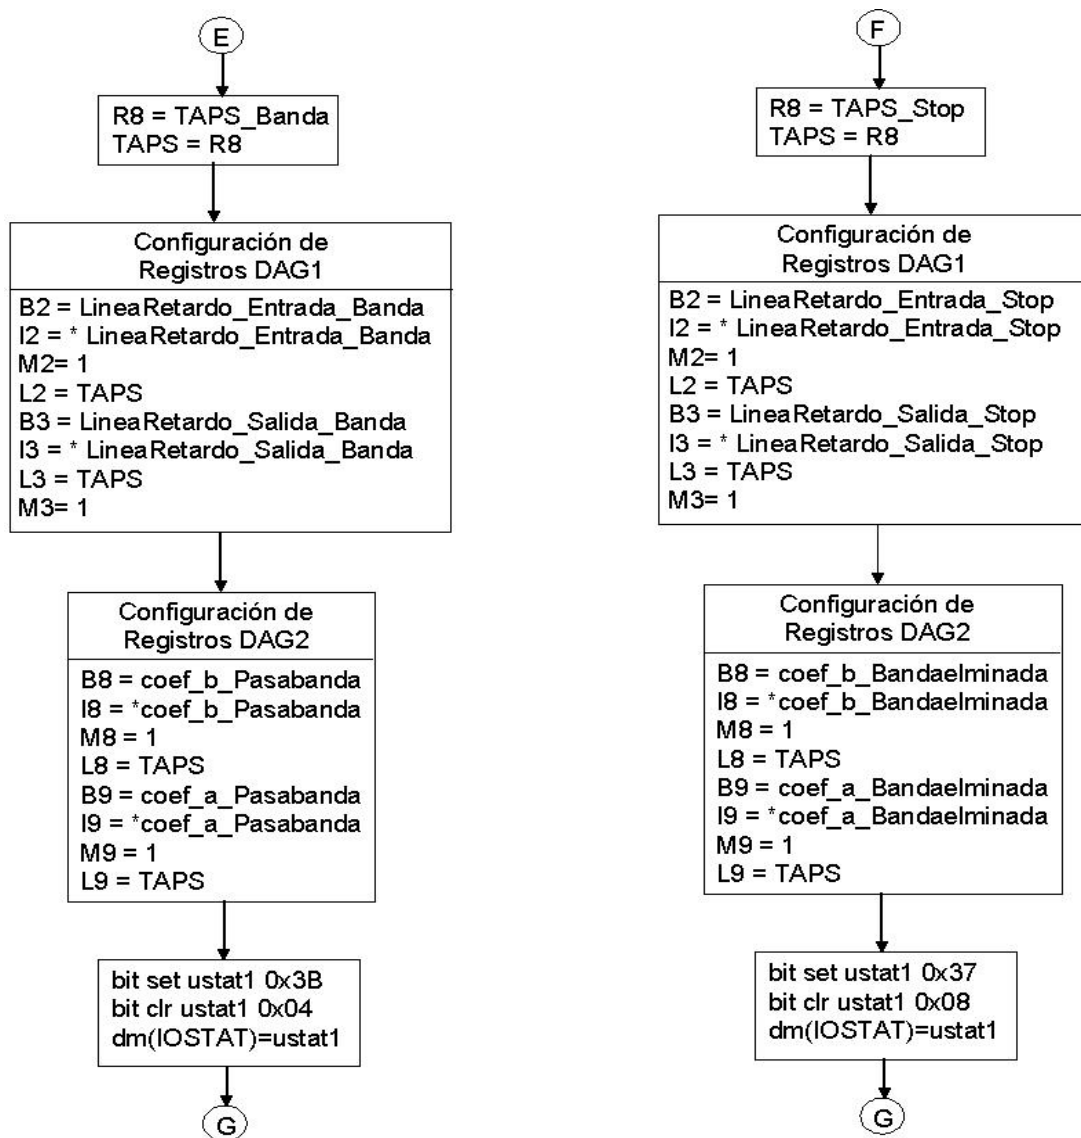 E
R8 = TAPS_Banda
TAPS = R8
Configuración de
Registros DAG1
B2 = LineaRetardo_Entrada_Banda
I2 = * LineaRetardo_Entrada_Banda
M2= 1
L2 = TAPS
B3 = LineaRetardo_Salida_Banda
I3 = * LineaRetardo_Salida_Banda
L3 = TAPS
M3= 1
Configuración de
Registros DAG2
B8 = coef_b_Pasabanda
I8 = *coef_b_Pasabanda
M8 = 1
L8 = TAPS
B9 = coef_a_Pasabanda
I9 = *coef_a_Pasabanda
M9 = 1
L9 = TAPS
bit set ustat1 0x3B
bit clr ustat1 0x04
dm(IOSTAT)=ustat1
G
F
R8 = TAPS_Stop
TAPS = R8
Configuración de
Registros DAG1
B2 = LineaRetardo_Entrada_Stop
I2 = * LineaRetardo_Entrada_Stop
M2= 1
L2 = TAPS
B3 = LineaRetardo_Salida_Stop
I3 = * LineaRetardo_Salida_Stop
L3 = TAPS
M3= 1
Configuración de
Registros DAG2
B8 = coef_b_Bandaelminada
I8 = *coef_b_Bandaelminada
M8 = 1
L8 = TAPS
B9 = coef_a_Bandaelminada
I9 = *coef_a_Bandaelminada
M9 = 1
L9 = TAPS
bit set ustat1 0x37
bit clr ustat1 0x08
dm(IOSTAT)=ustat1
G